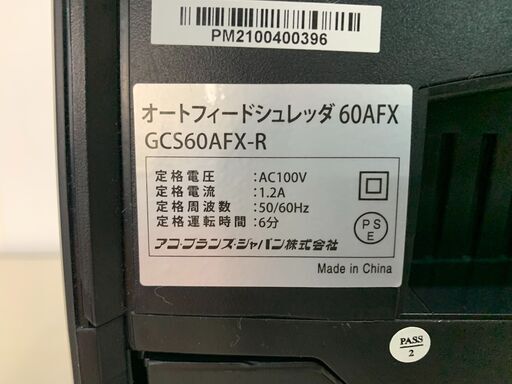 PM2100400396
オートフィードシュレッダ 60AFX
GCS60AFX-R
定格電圧 :AC100V
定格電流 :1.2A
定格周波数 :50/60Hz
定格運転時間 :6分
PS
E
アコ・ブランズ・ジャパン株式会社
Made in China
PASS
2